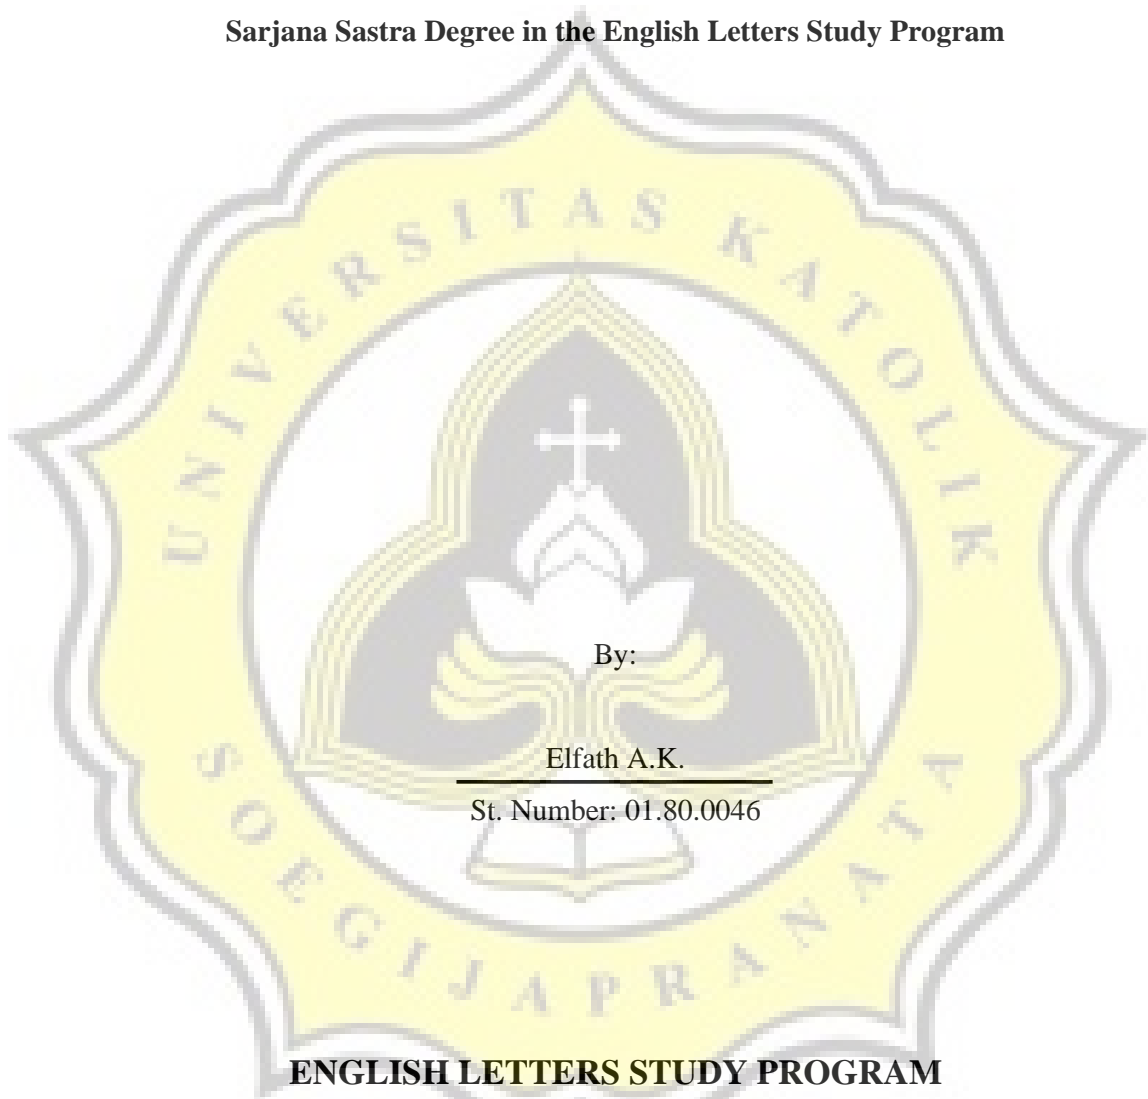 Sarjana Sastra Degree in the English Letters Study Program
UNIVERSITAS KATOLIK
By:
Elfath A.K.
St. Number: 01.80.0046
SOEGIJAPRANATA
ENGLISH LETTERS STUDY PROGRAM